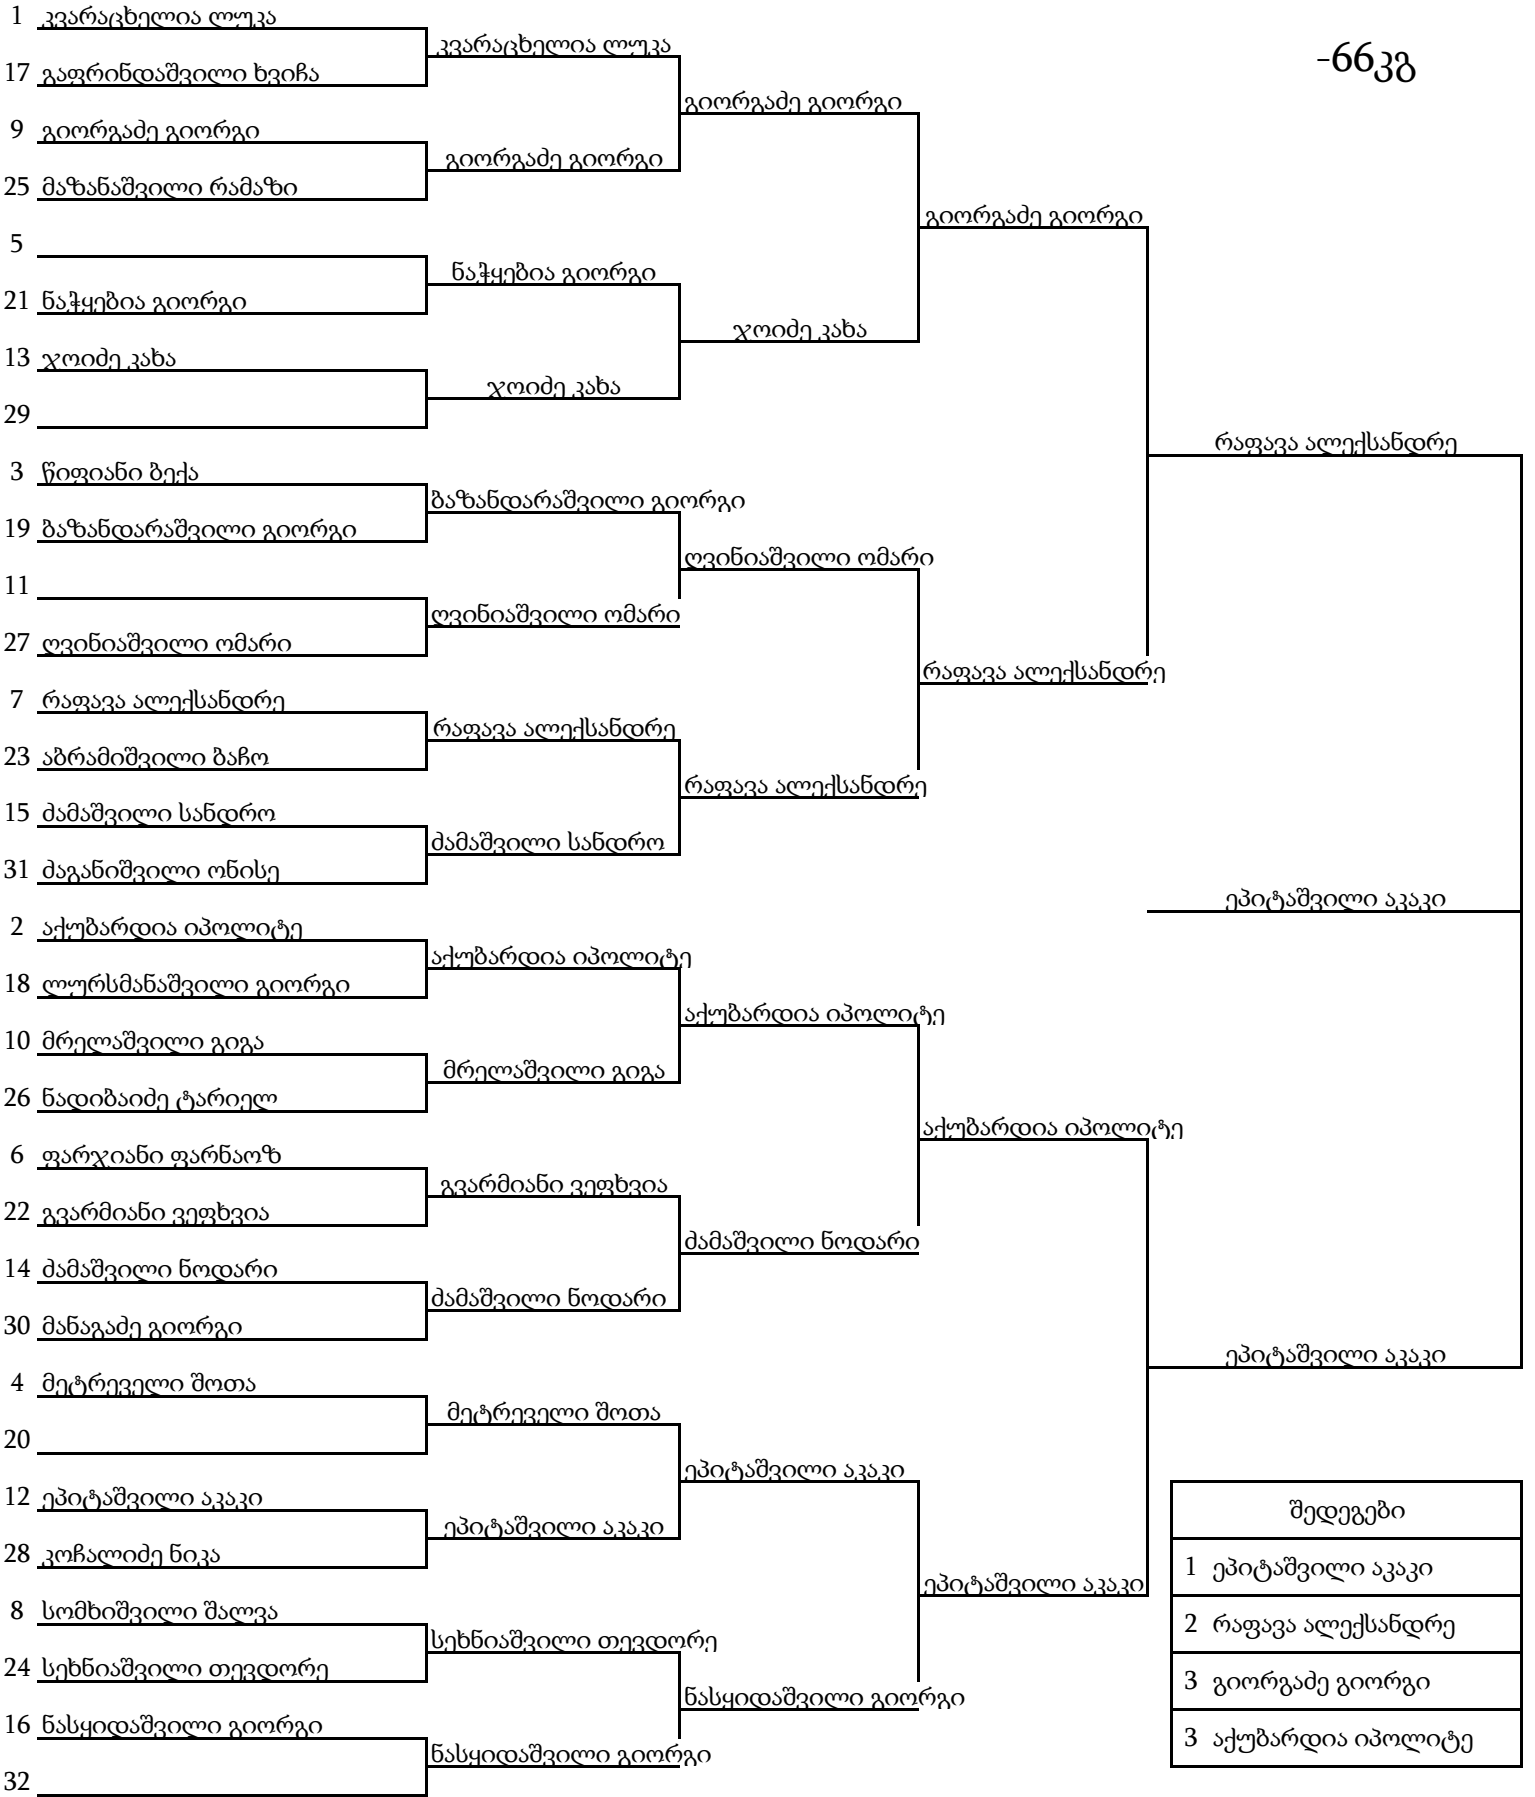 1 კვარაცხელია ლუკა
კვარაცხელია ლუკა
-66კგ
17 გაფრინდაშვილი ხვიჩა
გიორგაძე გიორგი
9 გიორგაძე გიორგი
გიორგაძე გიორგი
25 მაზანაშვილი რამაზი
გიორგაძე გიორგი
5
ნაჭყებია გიორგი
21 ნაჭყებია გიორგი
ჯოიძე კახა
13 ჯოიძე კახა
ჯოიძე კახა
29
რაფავა ალექსანდრე
3 წიფიანი ბექა
ბაზანდარაშვილი გიორგი
19 ბაზანდარაშვილი გიორგი
ღვინიაშვილი ომარი
11
ღვინიაშვილი ომარი
27 ღვინიაშვილი ომარი
რაფავა ალექსანდრე
7 რაფავა ალექსანდრე
რაფავა ალექსანდრე
23 აბრამიშვილი ბაჩო
რაფავა ალექსანდრე
15 ძამაშვილი სანდრო
ძამაშვილი სანდრო
31 ძაგანიშვილი ონისე
ეპიტაშვილი აკაკი
2 აქუბარდია იპოლიტე
აქუბარდია იპოლიტე
18 ლურსმანაშვილი გიორგი
აქუბარდია იპოლიტე
10 მრელაშვილი გიგა
მრელაშვილი გიგა
26 ნადიბაიძე ტარიელ
აქუბარდია იპოლიტე
6 ფარჯიანი ფარნაოზ
გვარმიანი ვეფხვია
22 გვარმიანი ვეფხვია
ძამაშვილი ნოდარი
14 ძამაშვილი ნოდარი
ძამაშვილი ნოდარი
30 მანაგაძე გიორგი
ეპიტაშვილი აკაკი
4 მეტრეველი შოთა
მეტრეველი შოთა
20
ეპიტაშვილი აკაკი
12 ეპიტაშვილი აკაკი
შედეგები
ეპიტაშვილი აკაკი
28 კოჩალიძე ნიკა
1 ეპიტაშვილი აკაკი
ეპიტაშვილი აკაკი
8 სომხიშვილი შალვა
2 რაფავა ალექსანდრე
სეხნიაშვილი თევდორე
24 სეხნიაშვილი თევდორე
3 გიორგაძე გიორგი
ნასყიდაშვილი გიორგი
16 ნასყიდაშვილი გიორგი
3 აქუბარდია იპოლიტე
ნასყიდაშვილი გიორგი
32